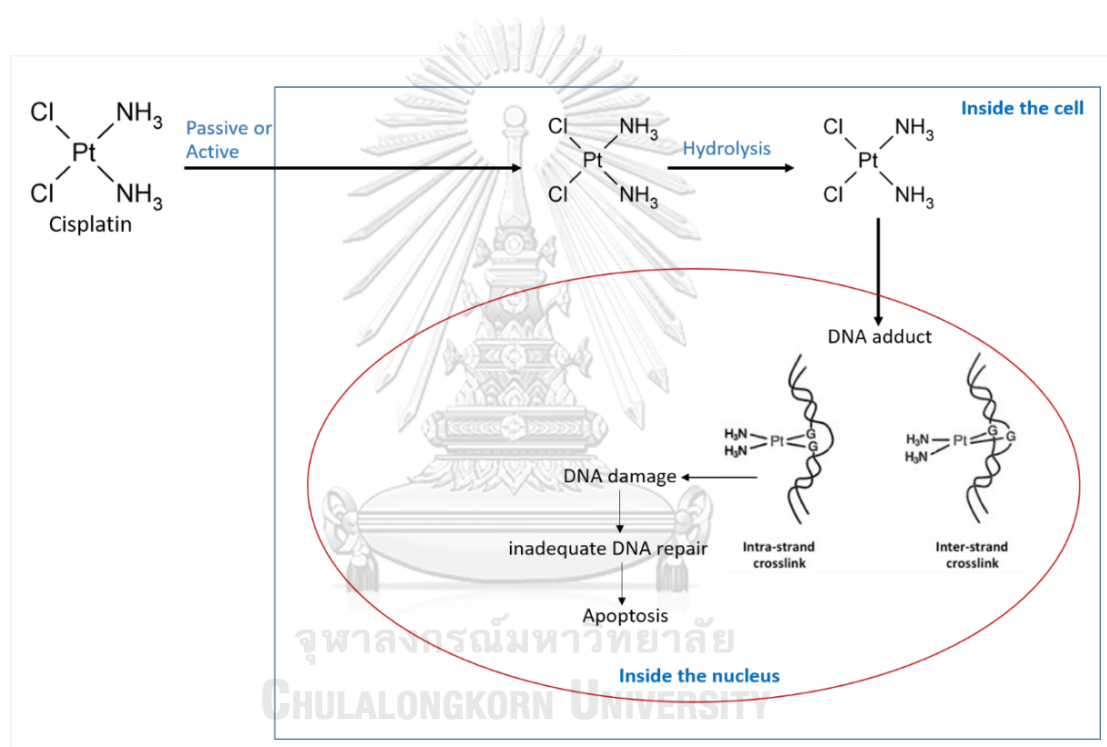 Inside the cell
Cl NH3
Pt
Cl NH3
Cisplatin
Passive or
Active
Cl NH3
Pt
Cl NH3
Hydrolysis
Cl NH3
Pt
Cl NH3
DNA adduct
H3N
H3N
Pt
G
G
Intra-strand
crosslink
H3N
H3N
Pt
G
G
Inter-strand
crosslink
DNA damage
inadequate DNA repair
Apoptosis
Inside the nucleus
จุฬาลงกรณ์มหาวิทยาลัย
CHULALONGKORN UNIVERSITY